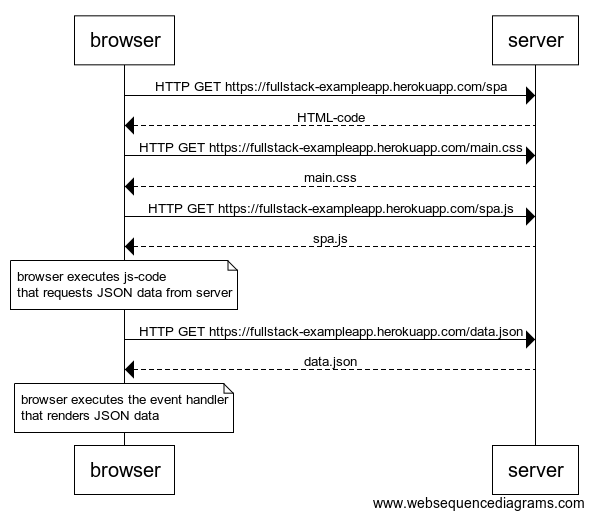 browser
server
HTTP GET https://fullstack-exampleapp.herokuapp.com/spa
HTML-code
HTTP GET https://fullstack-exampleapp.herokuapp.com/main.css
main.css
HTTP GET https://fullstack-exampleapp.herokuapp.com/spa.js
spa.js
browser executes js-code
that requests JSON data from server
HTTP GET https://fullstack-exampleapp.herokuapp.com/data.json
data.json
browser executes the event handler
that renders JSON data
browser
server
www.websequencediagrams.com